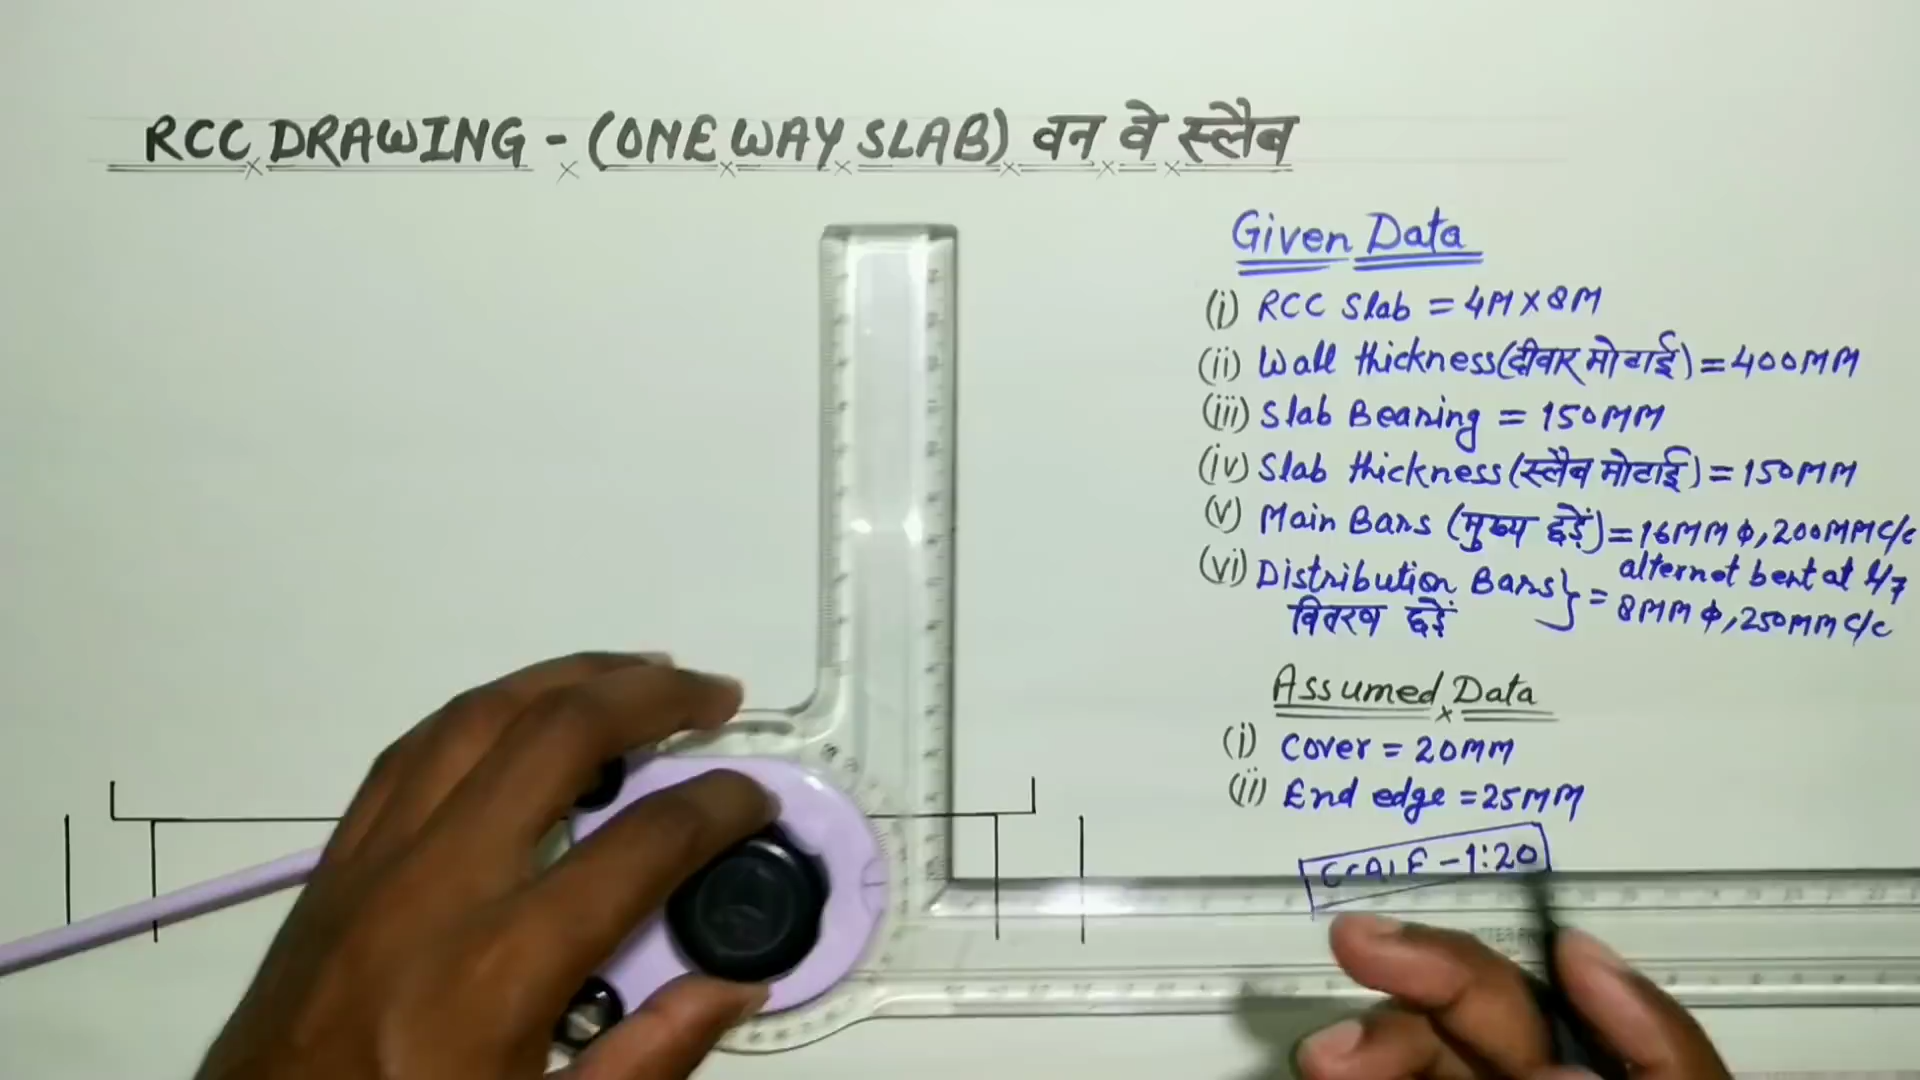 RCC DRAWING - (ONE WAY SLAB) वन वे स्लैब
Given Data
(i) RCC Slab = 4M X 8M
(ii) Wall thickness (दीवार मोटाई) = 400MM
(iii) Slab Bearing = 150MM
(iv) Slab thickness (स्लैब मोटाई) = 150MM
(v) Main Bars (मुख्य छड़ें) = 16MM ϕ, 200MM C/C
alternet bent at L/7
(vi) Distribution Bars} = 8MM ϕ, 250MM C/C
वितरण छड़ें
Assumed Data
(i) Cover = 20MM
(ii) End edge = 25MM
SCALE - 1:20